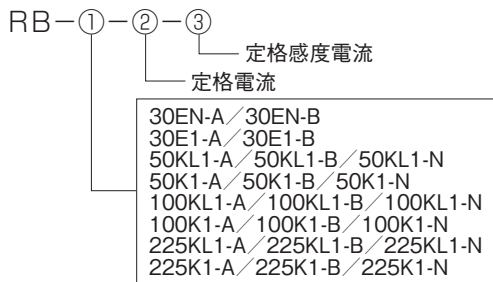 RB-①-②-③
定格感度電流
定格電流
30EN-A/30EN-B
30E1-A/30E1-B
50KL1-A/50KL1-B/50KL1-N
50K1-A/50K1-B/50K1-N
100KL1-A/100KL1-B/100KL1-N
100K1-A/100K1-B/100K1-N
225KL1-A/225KL1-B/225KL1-N
225K1-A/225K1-B/225K1-N